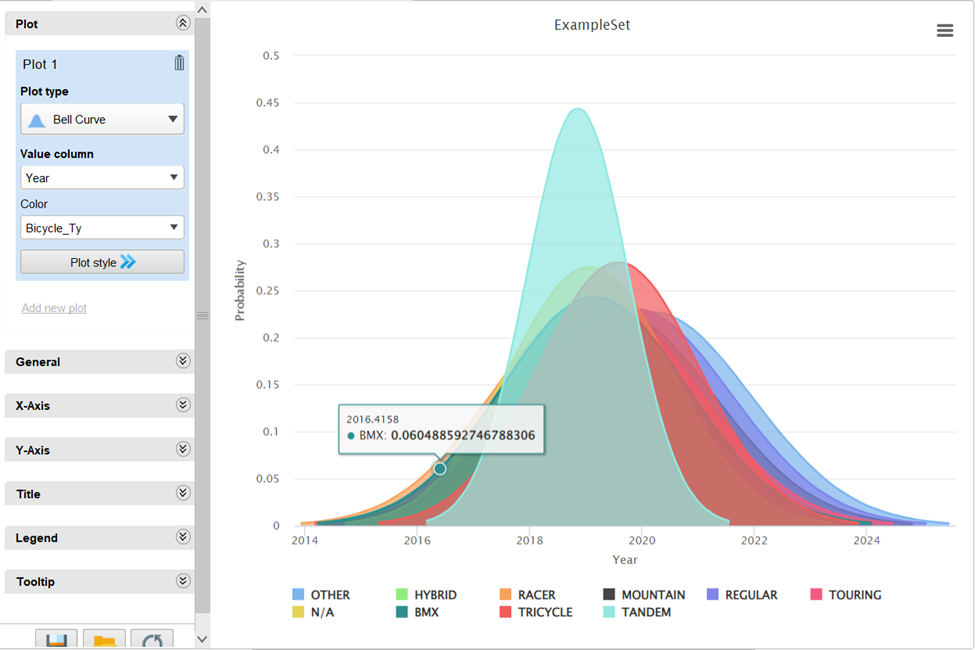 Plot
Plot 1
Plot type
Bell Curve
Value column
Year
Color
Bicycle_Ty
Plot style
Add new plot
General
X-Axis
Y-Axis
Title
Legend
Tooltip
ExampleSet
0.5
0.45
0.4
0.35
0.3
0.25
0.2
0.15
0.1
0.05
0
Probability
2016.4158
BMX: 0.060488592746788306
2014 2016 2018 2020 2022 2024
Year
OTHER HYBRID RACER MOUNTAIN REGULAR TOURING
N/A BMX TRICYCLE TANDEM